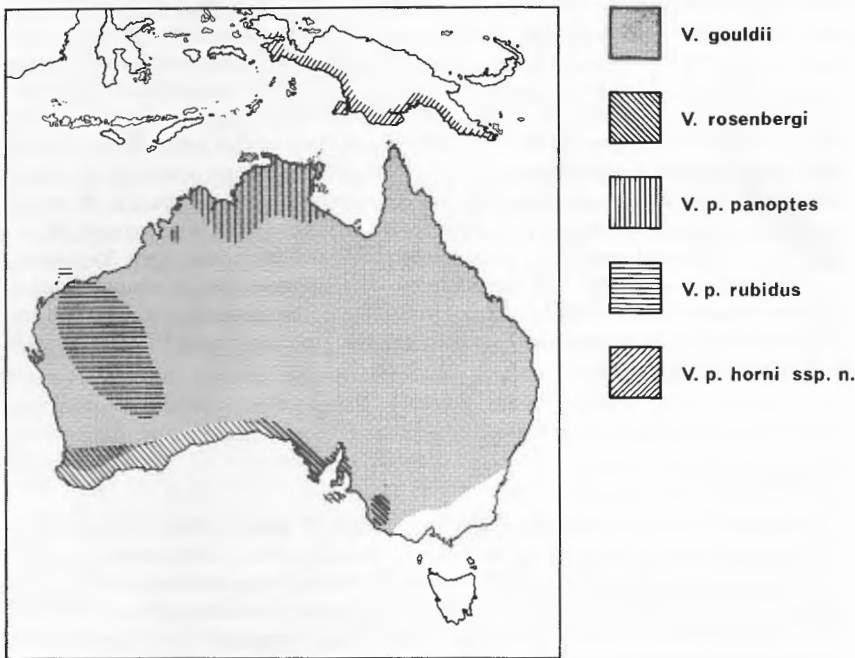 V. gouldii
V. rosenbergi
V. p. panoptes
V. p. rubidus
V. p. horni ssp. n.